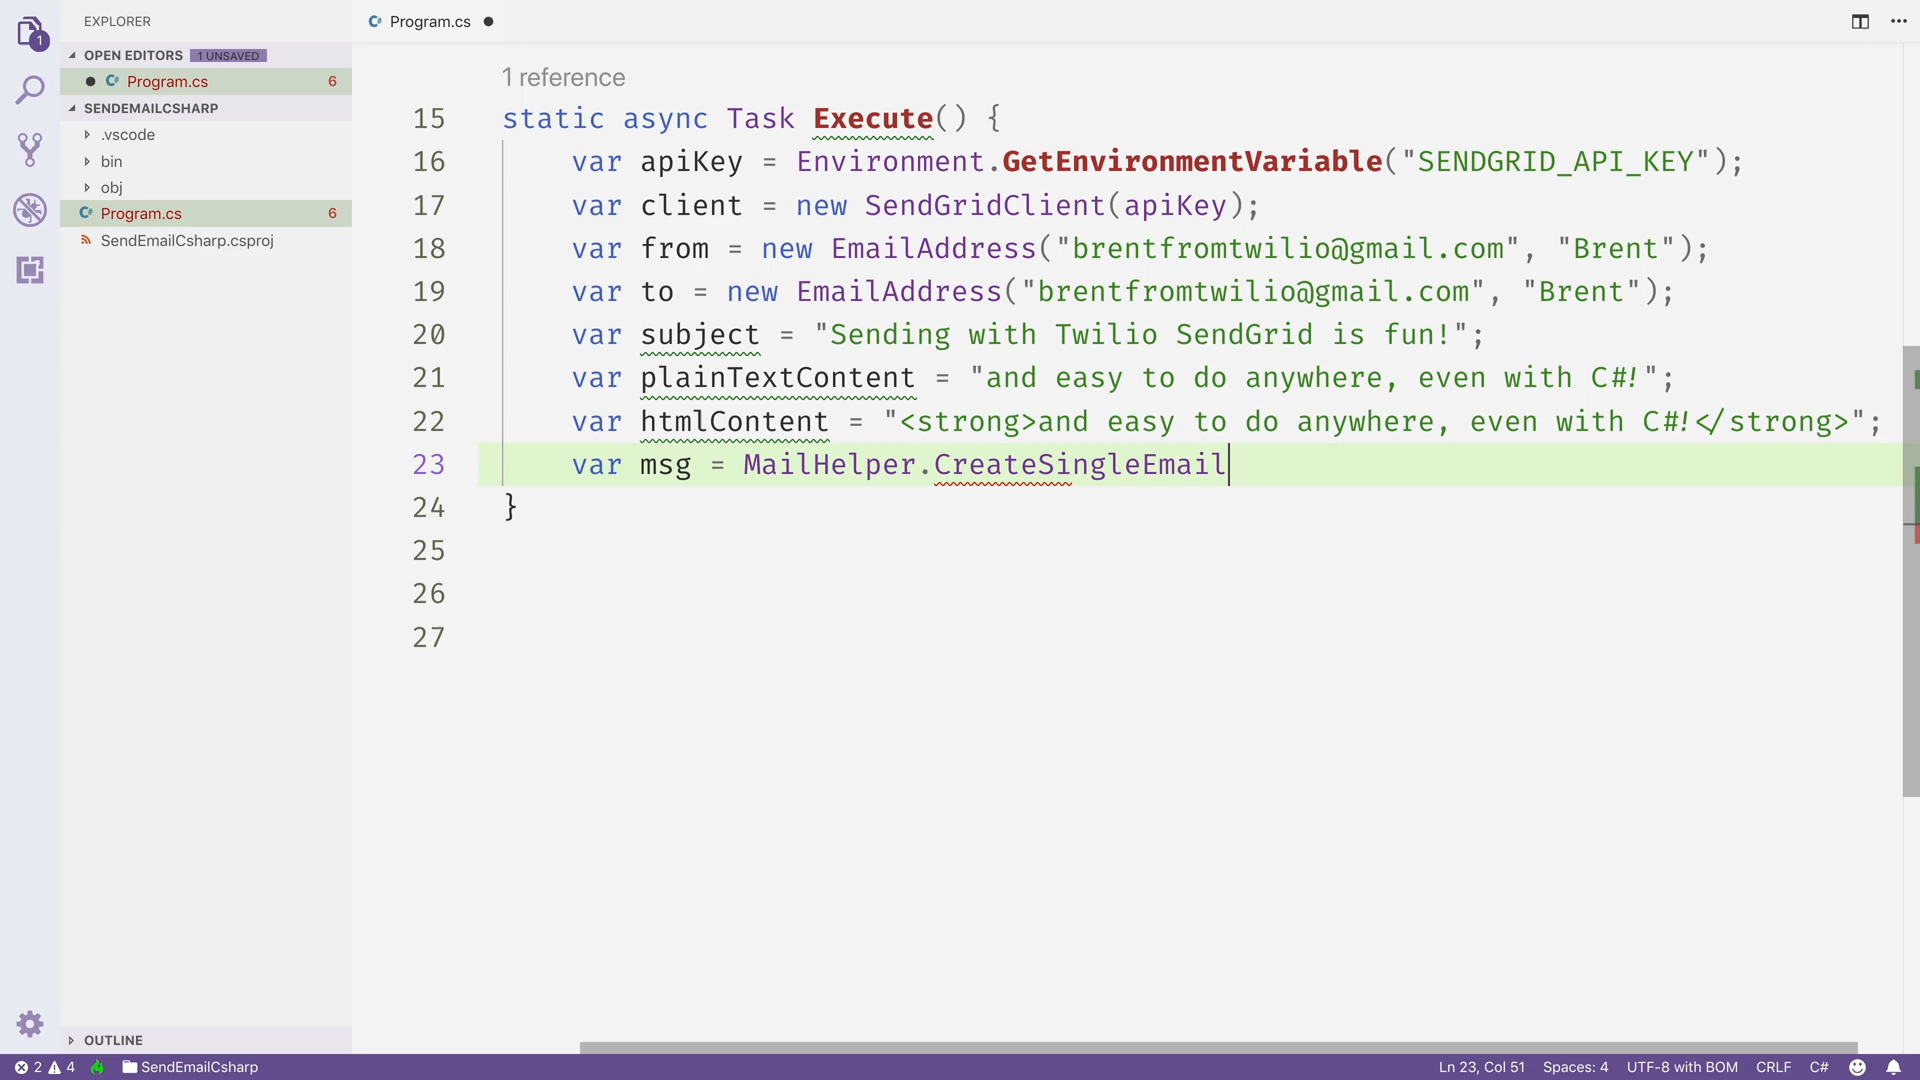 EXPLORER
OPEN EDITORS 1 UNSAVED
Program.cs 6
SENDEMAILCSHARP
.vscode
bin
obj
Program.cs 6
SendEmailCsharp.csproj
OUTLINE
1
Program.cs
1 reference
15 static async Task Execute() {
16 var apiKey = Environment.GetEnvironmentVariable("SENDGRID_API_KEY");
17 var client = new SendGridClient(apiKey);
18 var from = new EmailAddress("brentfromtwilio@gmail.com", "Brent");
19 var to = new EmailAddress("brentfromtwilio@gmail.com", "Brent");
20 var subject = "Sending with Twilio SendGrid is fun!";
21 var plainTextContent = "and easy to do anywhere, even with C#!";
22 var htmlContent = "<strong>and easy to do anywhere, even with C#!</strong>";
23 var msg = MailHelper.CreateSingleEmail
24 }
25
26
27
2 4 SendEmailCsharp Ln 23, Col 51 Spaces: 4 UTF-8 with BOM CRLF C#